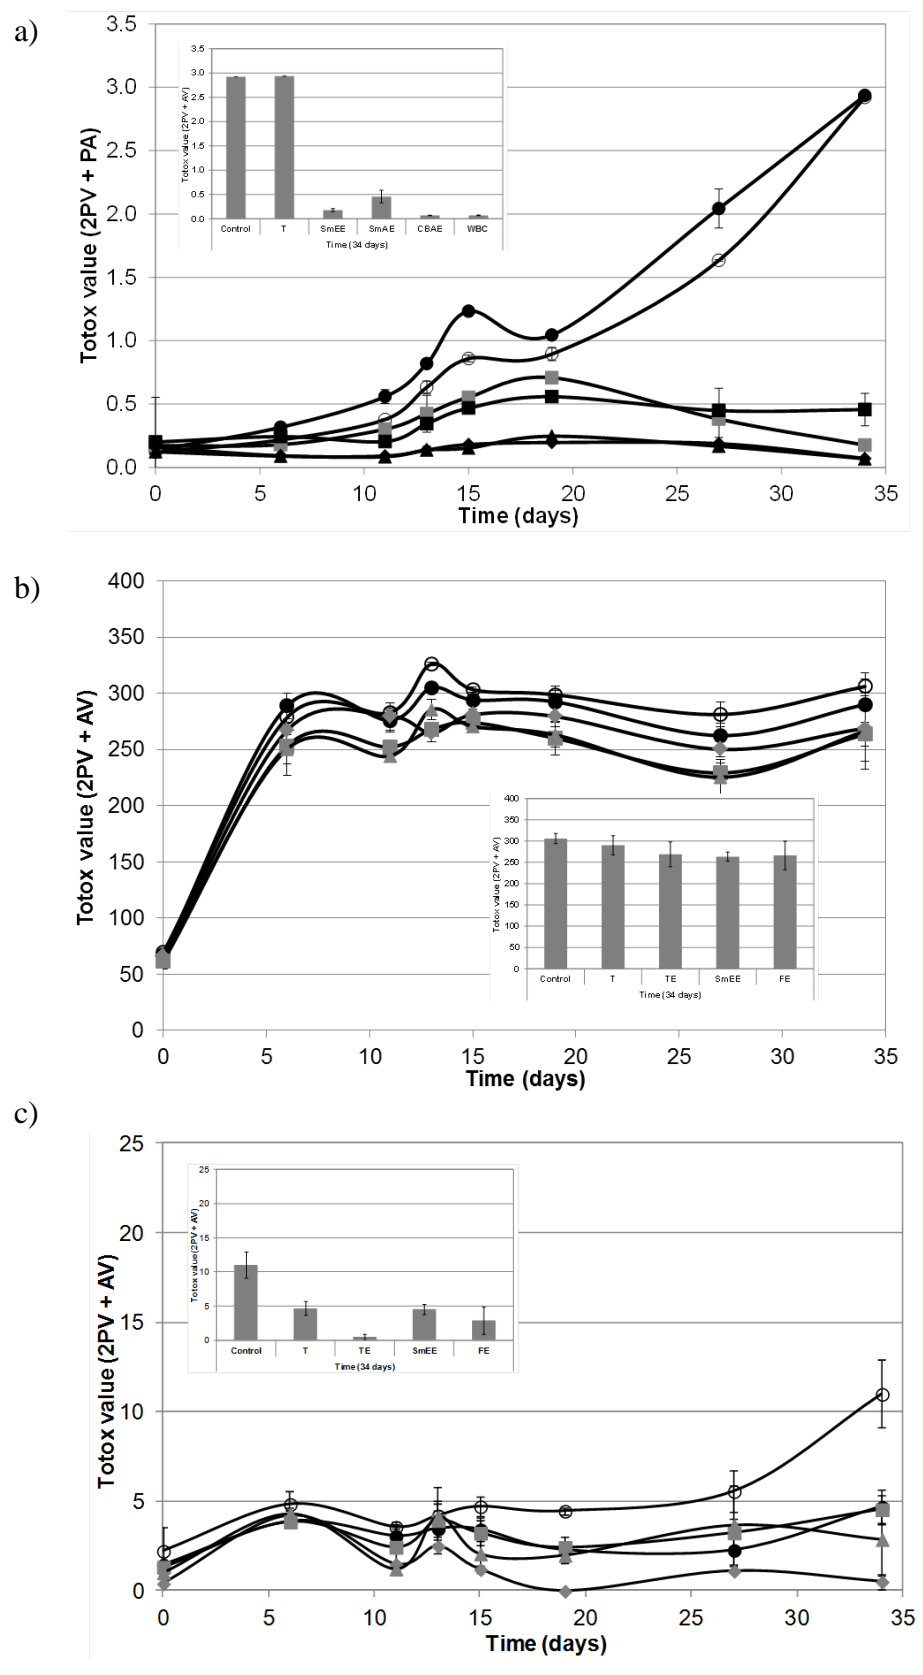 a)
Totox value (2PV + PA)
3.5
3.0
2.5
2.0
1.5
1.0
0.5
0.0
0 5 10 15 20 25 30 35
Time (days)
Totox value (2PV + AV)
3.5
3.0
2.5
2.0
1.5
1.0
0.5
0.0
Control T SmEE SmAE CBAE WBC
Time (34 days)
b)
Totox value (2PV + AV)
400
350
300
250
200
150
100
50
0
0 5 10 15 20 25 30 35
Time (days)
Totox value (2PV + AV)
400
350
300
250
200
150
100
50
0
Control T TE SmEE FE
Time (34 days)
c)
Totox value (2PV + AV)
25
20
15
10
5
0
0 5 10 15 20 25 30 35
Time (days)
Totox value (2PV + AV)
25
20
15
10
5
0
Control T TE SmEE FE
Time (34 days)